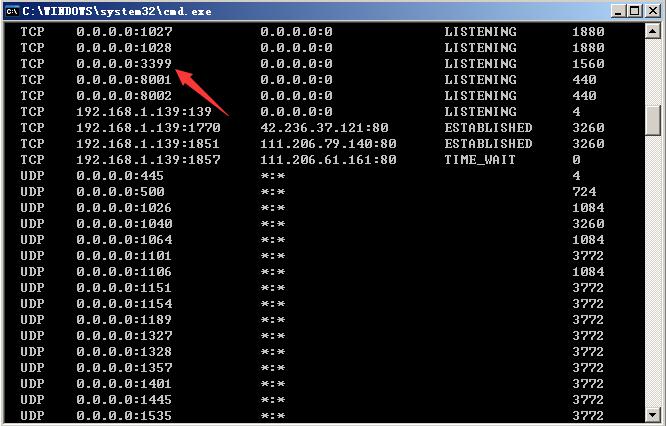 C:\WINDOWS\system32\cmd.exe
TCP 0.0.0.0:1027 0.0.0.0:0 LISTENING 1880
TCP 0.0.0.0:1028 0.0.0.0:0 LISTENING 1880
TCP 0.0.0.0:3399 0.0.0.0:0 LISTENING 1560
TCP 0.0.0.0:8001 0.0.0.0:0 LISTENING 440
TCP 0.0.0.0:8002 0.0.0.0:0 LISTENING 440
TCP 192.168.1.139:139 0.0.0.0:0 LISTENING 4
TCP 192.168.1.139:1770 42.236.37.121:80 ESTABLISHED 3260
TCP 192.168.1.139:1851 111.206.79.140:80 ESTABLISHED 3260
TCP 192.168.1.139:1857 111.206.61.161:80 TIME_WAIT 0
UDP 0.0.0.0:445 *:* 4
UDP 0.0.0.0:500 *:* 724
UDP 0.0.0.0:1026 *:* 1084
UDP 0.0.0.0:1040 *:* 3260
UDP 0.0.0.0:1064 *:* 1084
UDP 0.0.0.0:1101 *:* 3772
UDP 0.0.0.0:1106 *:* 1084
UDP 0.0.0.0:1151 *:* 3772
UDP 0.0.0.0:1154 *:* 3772
UDP 0.0.0.0:1189 *:* 3772
UDP 0.0.0.0:1327 *:* 3772
UDP 0.0.0.0:1328 *:* 3772
UDP 0.0.0.0:1357 *:* 3772
UDP 0.0.0.0:1401 *:* 3772
UDP 0.0.0.0:1445 *:* 3772
UDP 0.0.0.0:1535 *:* 3772